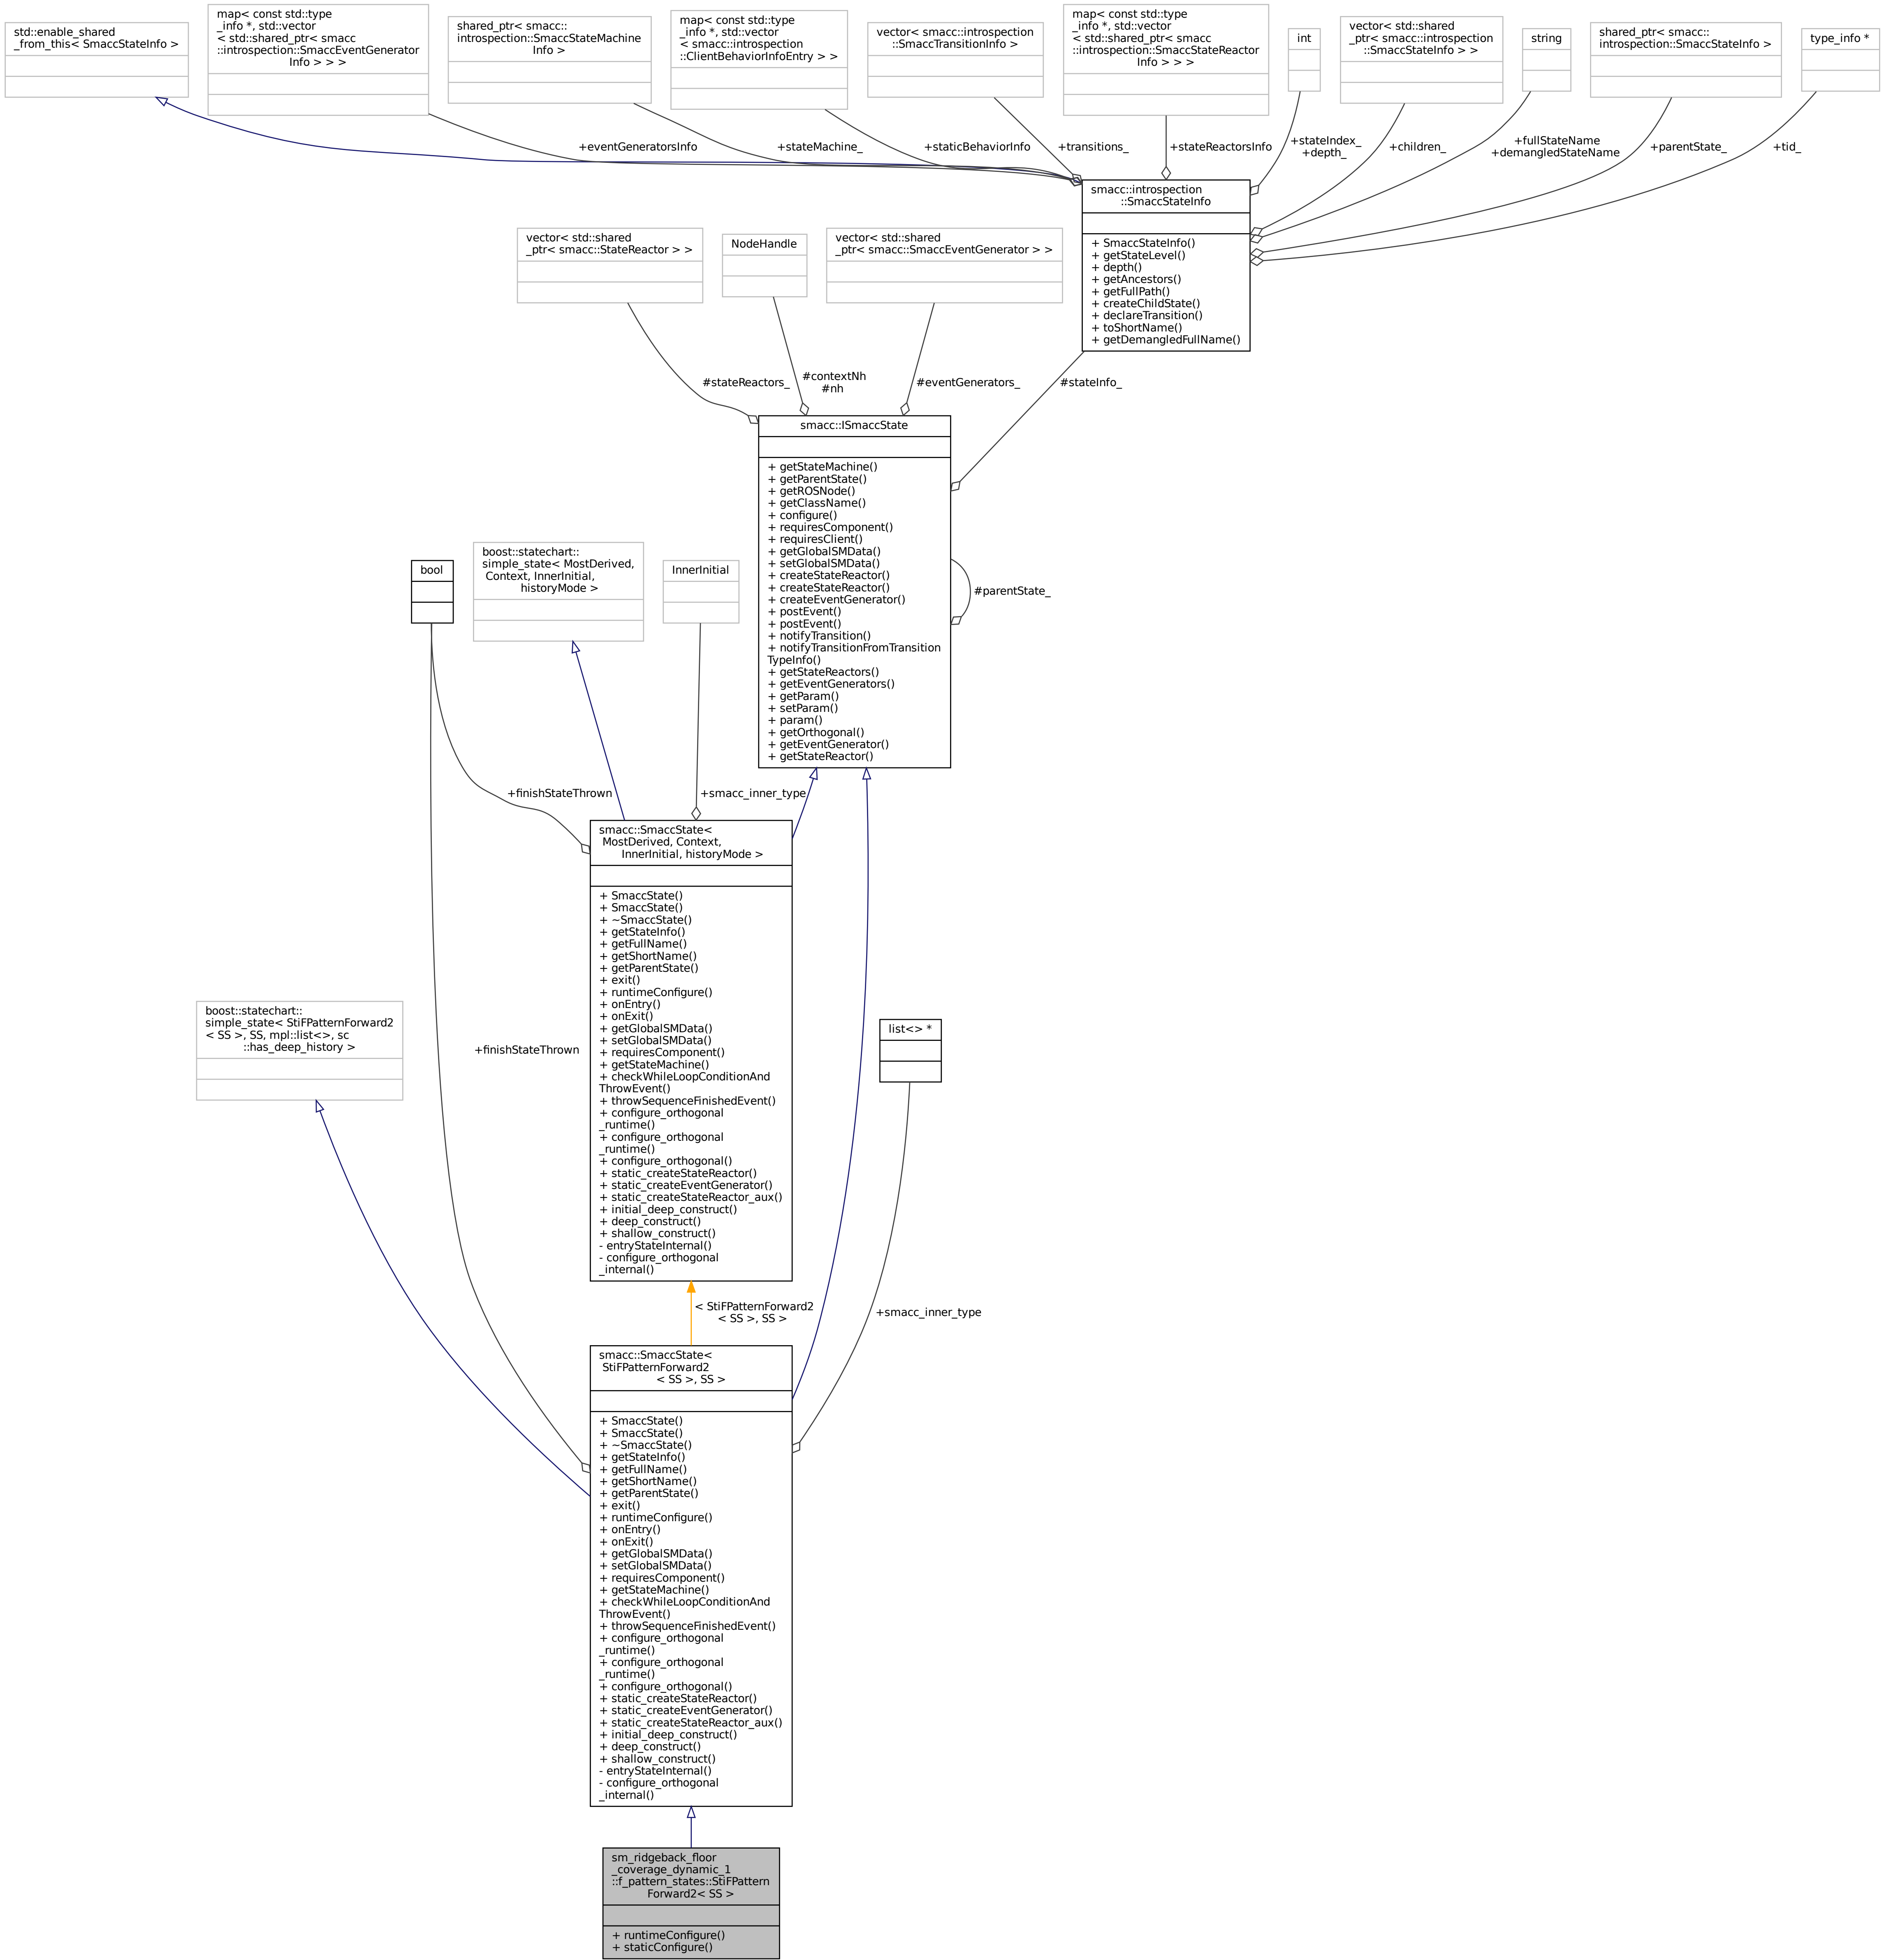 std::enable_shared
_from_this< SmaccStateInfo >
map< const std::type
_info *, std::vector
< std::shared_ptr< smacc
::introspection::SmaccEventGenerator
Info > > >
shared_ptr< smacc::
introspection::SmaccStateMachine
Info >
map< const std::type
_info *, std::vector
< smacc::introspection
::ClientBehaviorInfoEntry > >
vector< smacc::introspection
::SmaccTransitionInfo >
map< const std::type
_info *, std::vector
< std::shared_ptr< smacc
::introspection::SmaccStateReactor
Info > > >
int
vector< std::shared
_ptr< smacc::introspection
::SmaccStateInfo > >
string
shared_ptr< smacc::
introspection::SmaccStateInfo >
type_info *
+eventGeneratorsInfo
+stateMachine_
+staticBehaviorInfo
+transitions_
+stateReactorsInfo
+stateIndex_
+depth_
+children_
+fullStateName
+demangledStateName
+parentState_
+tid_
smacc::introspection
::SmaccStateInfo
+ SmaccStateInfo()
+ getStateLevel()
+ depth()
+ getAncestors()
+ getFullPath()
+ createChildState()
+ declareTransition()
+ toShortName()
+ getDemangledFullName()
vector< std::shared
_ptr< smacc::StateReactor > >
NodeHandle
vector< std::shared
_ptr< smacc::SmaccEventGenerator > >
#stateReactors_
#contextNh
#nh
#eventGenerators_
#stateInfo_
smacc::ISmaccState
+ getStateMachine()
+ getParentState()
+ getROSNode()
+ getClassName()
+ configure()
+ requiresComponent()
+ requiresClient()
+ getGlobalSMData()
+ setGlobalSMData()
+ createStateReactor()
+ createStateReactor()
+ createEventGenerator()
+ postEvent()
+ postEvent()
+ notifyTransition()
+ notifyTransitionFromTransition
TypeInfo()
+ getStateReactors()
+ getEventGenerators()
+ getParam()
+ setParam()
+ param()
+ getOrthogonal()
+ getEventGenerator()
+ getStateReactor()
#parentState_
bool
boost::statechart::
simple_state< MostDerived,
Context, InnerInitial,
historyMode >
InnerInitial
+finishStateThrown
+smacc_inner_type
smacc::SmaccState<
MostDerived, Context,
InnerInitial, historyMode >
+ SmaccState()
+ SmaccState()
+ ~SmaccState()
+ getStateInfo()
+ getFullName()
+ getShortName()
+ getParentState()
+ exit()
+ runtimeConfigure()
+ onEntry()
+ onExit()
+ getGlobalSMData()
+ setGlobalSMData()
+ requiresComponent()
+ getStateMachine()
+ checkWhileLoopConditionAnd
ThrowEvent()
+ throwSequenceFinishedEvent()
+ configure_orthogonal
_runtime()
+ configure_orthogonal
_runtime()
+ configure_orthogonal()
+ static_createStateReactor()
+ static_createEventGenerator()
+ static_createStateReactor_aux()
+ initial_deep_construct()
+ deep_construct()
+ shallow_construct()
- entryStateInternal()
- configure_orthogonal
_internal()
boost::statechart::
simple_state< StiFPatternForward2
< SS >, SS, mpl::list<>, sc
::has_deep_history >
+finishStateThrown
list<> *
< StiFPatternForward2
< SS >, SS >
+smacc_inner_type
smacc::SmaccState<
StiFPatternForward2
< SS >, SS >
+ SmaccState()
+ SmaccState()
+ ~SmaccState()
+ getStateInfo()
+ getFullName()
+ getShortName()
+ getParentState()
+ exit()
+ runtimeConfigure()
+ onEntry()
+ onExit()
+ getGlobalSMData()
+ setGlobalSMData()
+ requiresComponent()
+ getStateMachine()
+ checkWhileLoopConditionAnd
ThrowEvent()
+ throwSequenceFinishedEvent()
+ configure_orthogonal
_runtime()
+ configure_orthogonal
_runtime()
+ configure_orthogonal()
+ static_createStateReactor()
+ static_createEventGenerator()
+ static_createStateReactor_aux()
+ initial_deep_construct()
+ deep_construct()
+ shallow_construct()
- entryStateInternal()
- configure_orthogonal
_internal()
sm_ridgeback_floor
_coverage_dynamic_1
::f_pattern_states::StiFPattern
Forward2< SS >
+ runtimeConfigure()
+ staticConfigure()